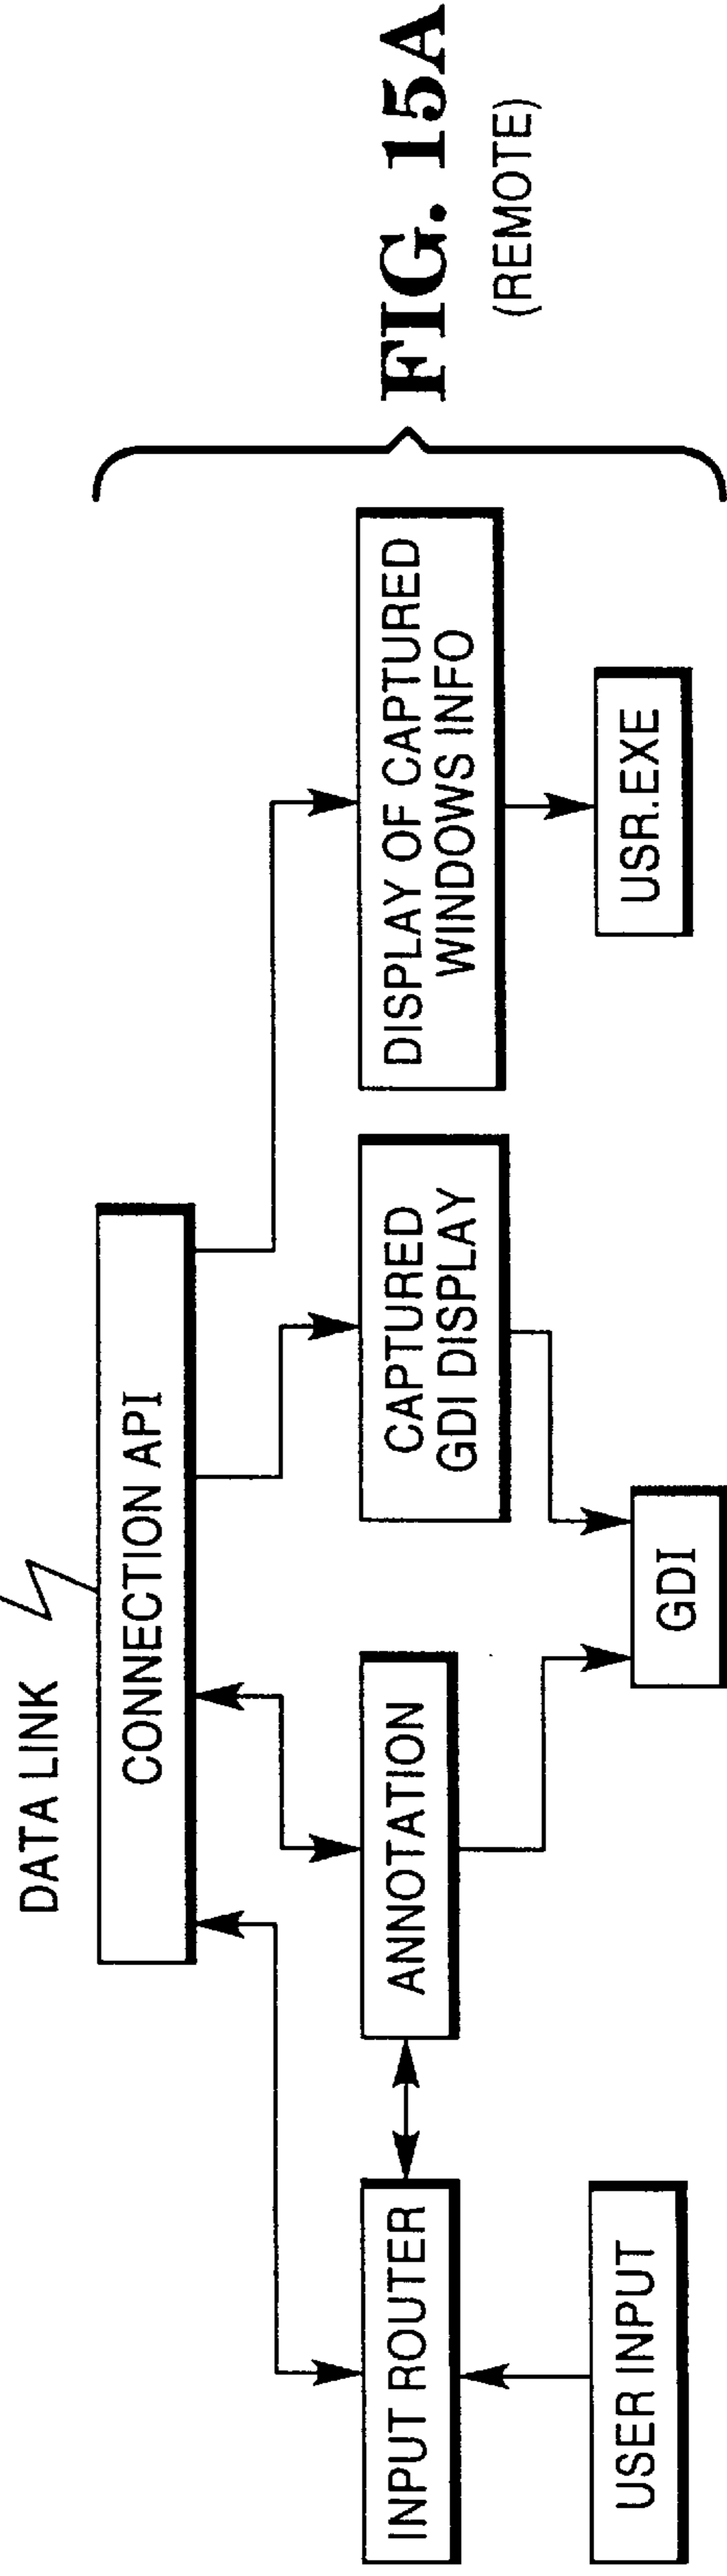 DATA LINK
CONNECTION API
INPUT ROUTER
ANNOTATION
CAPTURED
GDI DISPLAY
DISPLAY OF CAPTURED
WINDOWS INFO
USER INPUT
GDI
USR.EXE
FIG. 15A
(REMOTE)